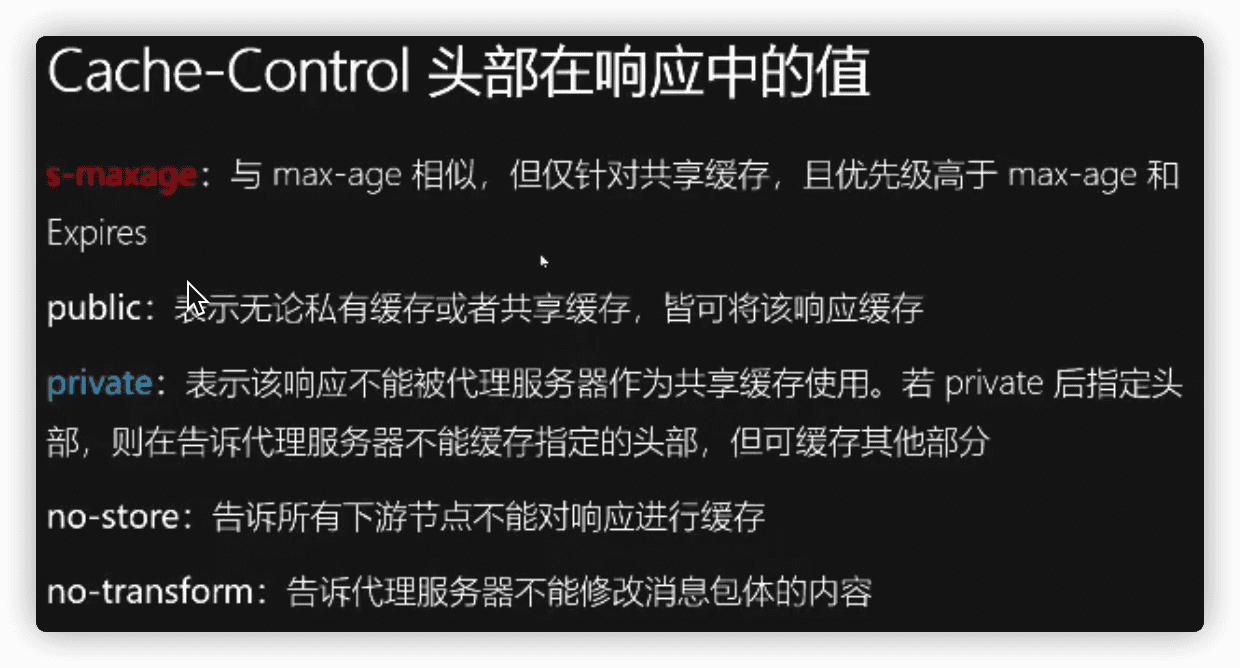 Cache-Control 头部在响应中的值
s-maxage：与 max-age 相似，但仅针对共享缓存，且优先级高于 max-age 和
Expires
public：表示无论私有缓存或者共享缓存，皆可将该响应缓存
private：表示该响应不能被代理服务器作为共享缓存使用。若 private 后指定头
部，则在告诉代理服务器不能缓存指定的头部，但可缓存其他部分
no-store：告诉所有下游节点不能对响应进行缓存
no-transform：告诉代理服务器不能修改消息包体的内容